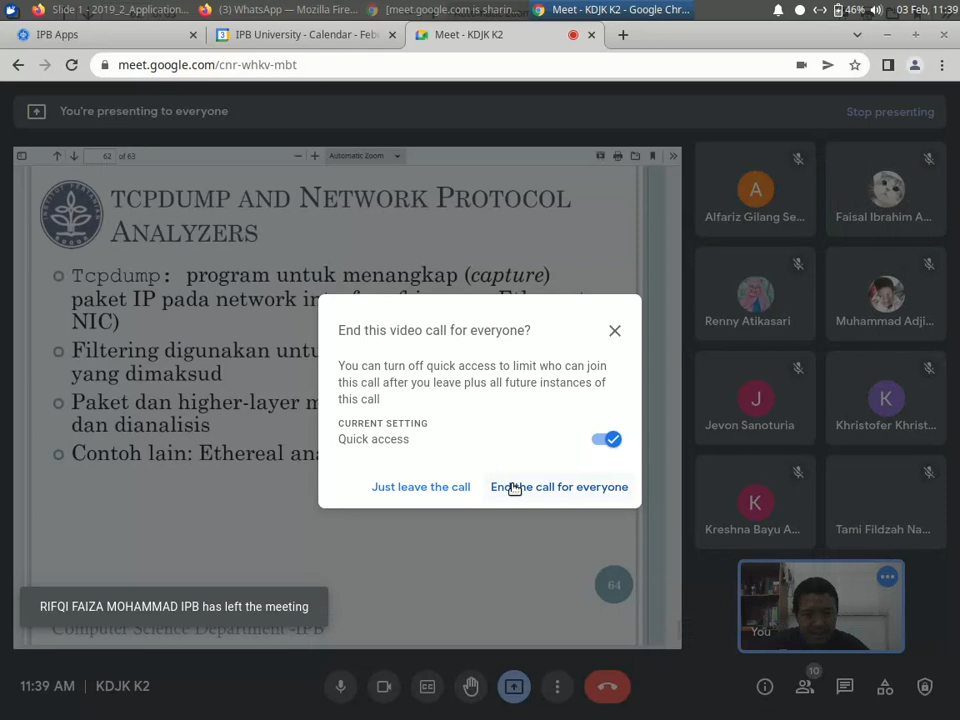 Slide 1 - 2019_2_Application...
(3) WhatsApp — Mozilla Fire...
[meet.google.com is sharin...
Meet - KDJK K2 - Google Chr...
46%
03 Feb, 11:39
IPB Apps
IPB University - Calendar - Feb
Meet - KDJK K2
meet.google.com/cnr-whkv-mbt
You're presenting to everyone
Stop presenting
62 of 63
Automatic Zoom
TCPDUMP AND NETWORK PROTOCOL
ANALYZERS
Tcpdump: program untuk menangkap (capture)
paket IP pada network
NIC)
Filtering digunakan
yang dimaksud
Paket dan higher-layer
dan dianalisis
Contoh lain: Ethereal
64
Computer Science Department -IPB
End this video call for everyone?
You can turn off quick access to limit who can join
this call after you leave plus all future instances of
this call
CURRENT SETTING
Quick access
Just leave the call
End the call for everyone
RIFQI FAIZA MOHAMMAD IPB has left the meeting
A
Alfariz Gilang Se...
Faisal Ibrahim A...
Renny Atikasari
Muhammad Adji...
J
Jevon Sanoturia
K
Khristofer Khrist...
K
Kreshna Bayu A...
Tami Fildzah Na...
You
11:39 AM | KDJK K2
10